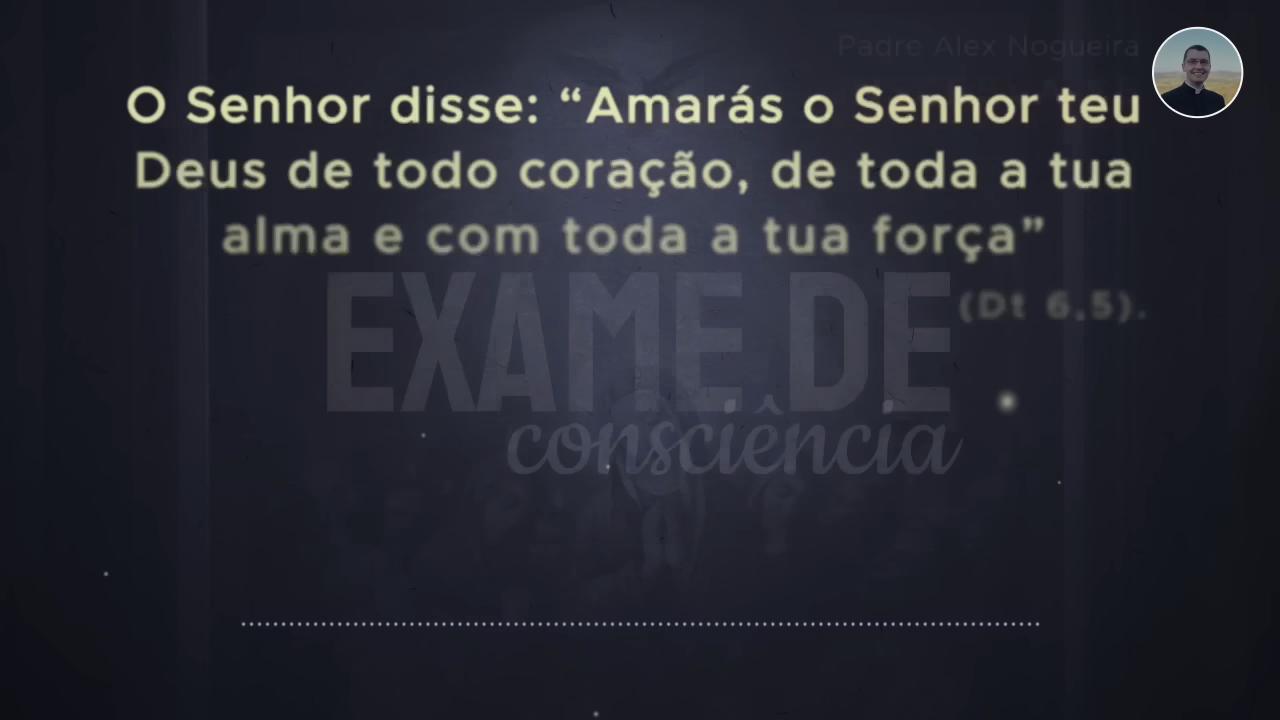 Padre Alex Nogueira
O Senhor disse: “Amarás o Senhor teu
Deus de todo coração, de toda a tua
alma e com toda a tua força”
(Dt 6,5).
EXAME DE
consciência